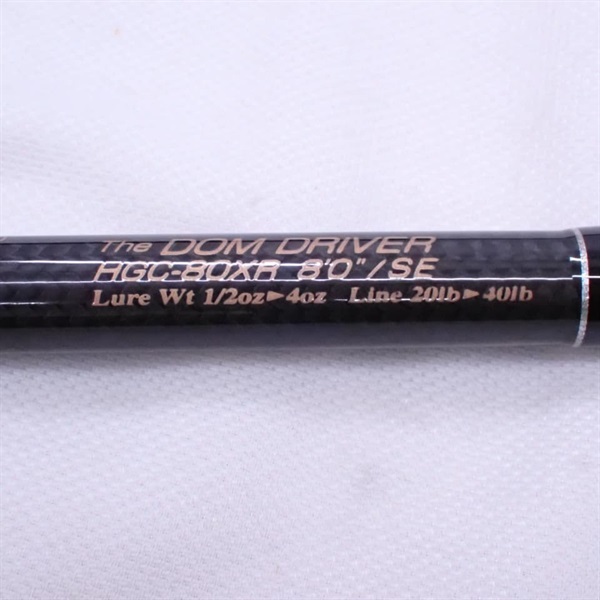 The DOM DRIVER
HGC-80XR 8'0"/SE
Lure Wt 1/2oz►4oz Line 20lb►40lb